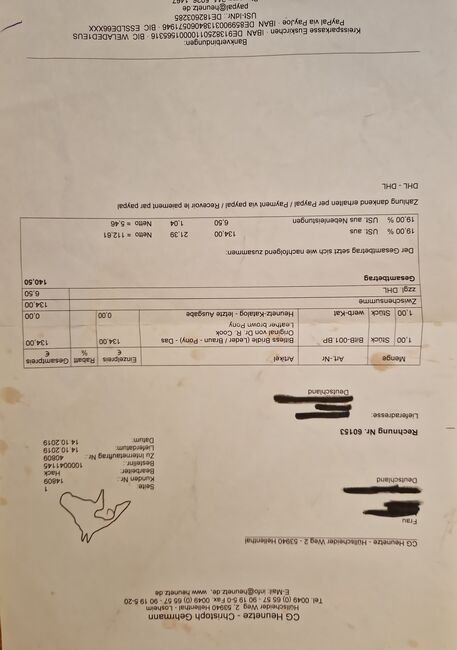 CG Heunetze - Christoph Gehrmann
Hüllscheider Weg 2, 53940 Hellenthal - Losheim
Tel. 0049 (0) 65 57 - 90 19 5-0 Fax. 0049 (0) 65 57 - 90 19 5-20
E-Mail: info@heunetz.de, www.heunetz.de
CG Heunetze - Hüllscheider Weg 2 - 53940 Hellenthal
Frau
Deutschland
Seite: 1
Kunden Nr.: 14809
Bearbeiter: Hack
Bestellnr.: 1000041145
Zu Internetauftrag Nr.: 40809
Lieferdatum: 14.10.2019
Datum: 14.10.2019
Rechnung Nr. 60153
Lieferadresse:
Deutschland
Menge Art.-Nr. Artikel Einzelpreis € Rabatt % Gesamtpreis €
1,00 Stück BIB-001 BP Bitless Bridle (Leder / Braun - Pony) - Das 134,00 134,00
Original von Dr. R. Cook
Leather brown Pony
1,00 Stück werb-Kat Heunetz-Katalog - letzte Ausgabe 0,00 0,00
Zwischensumme 134,00
zzgl. DHL 6,50
Gesamtbetrag 140,50
Der Gesamtbetrag setzt sich wie nachfolgend zusammen:
19,00 % USt. aus 134,00 21,39 Netto = 112,61
19,00 % USt. aus Nebenleistungen 6,50 1,04 Netto = 5,46
Zahlung dankend erhalten per Paypal / Payment via paypal / Recevoir le paiement par paypal
DHL - DHL
Bankverbindungen:
Kreissparkasse Euskirchen · IBAN DE91382501100001565316 · BIC · WELADED1EUS
PayPal via PayJoe · IBAN DE85999033138406571946 · BIC ESSLDE66XXX
USt-INr.: DE182603285
paypal@heunetz.de